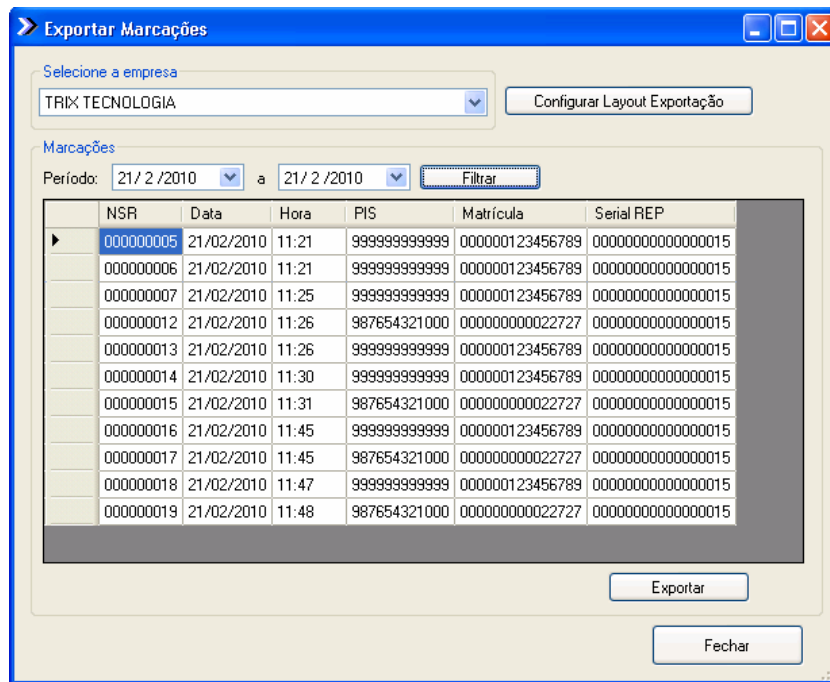 Exportar Marcações
Selecione a empresa
TRIX TECNOLOGIA
Configurar Layout Exportação
Marcações
Período: 21/ 2 /2010 a 21/ 2 /2010 Filtrar
NSR Data Hora PIS Matrícula Serial REP
000000005 21/02/2010 11:21 999999999999 000000123456789 00000000000000015
000000006 21/02/2010 11:21 999999999999 000000123456789 00000000000000015
000000007 21/02/2010 11:25 999999999999 000000123456789 00000000000000015
000000012 21/02/2010 11:26 987654321000 000000000022727 00000000000000015
000000013 21/02/2010 11:26 999999999999 000000123456789 00000000000000015
000000014 21/02/2010 11:30 999999999999 000000123456789 00000000000000015
000000015 21/02/2010 11:31 987654321000 000000000022727 00000000000000015
000000016 21/02/2010 11:45 999999999999 000000123456789 00000000000000015
000000017 21/02/2010 11:45 987654321000 000000000022727 00000000000000015
000000018 21/02/2010 11:47 999999999999 000000123456789 00000000000000015
000000019 21/02/2010 11:48 987654321000 000000000022727 00000000000000015
Exportar
Fechar